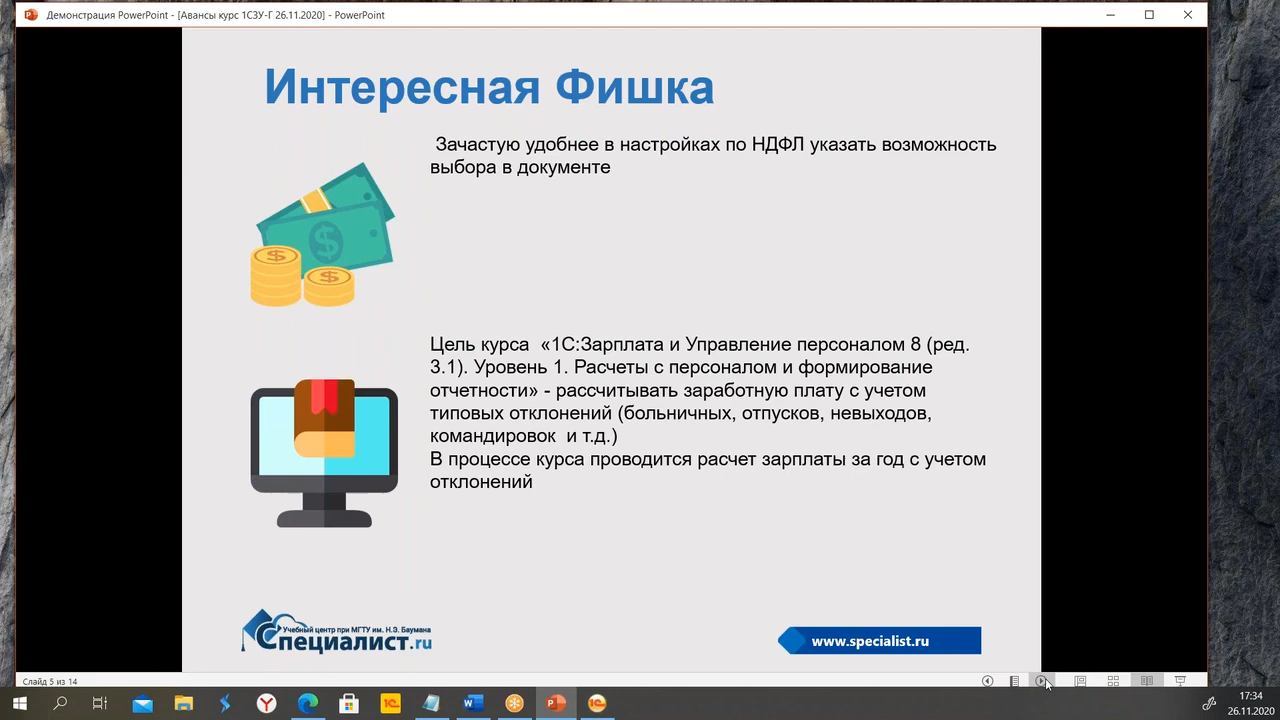 Демонстрация PowerPoint - [Авансы курс 1СЗУ-Г 26.11.2020] - PowerPoint
Интересная Фишка
Зачастую удобнее в настройках по НДФЛ указать возможность
выбора в документе
Цель курса «1С:Зарплата и Управление персоналом 8 (ред.
3.1). Уровень 1. Расчеты с персоналом и формирование
отчетности» - рассчитывать заработную плату с учетом
типовых отклонений (больничных, отпусков, невыходов,
командировок и т.д.)
В процессе курса проводится расчет зарплаты за год с учетом
отклонений
Учебный центр при МГТУ им. Н.Э. Баумана
Специалист.ru
www.specialist.ru
Слайд 5 из 14
17:34
26.11.2020